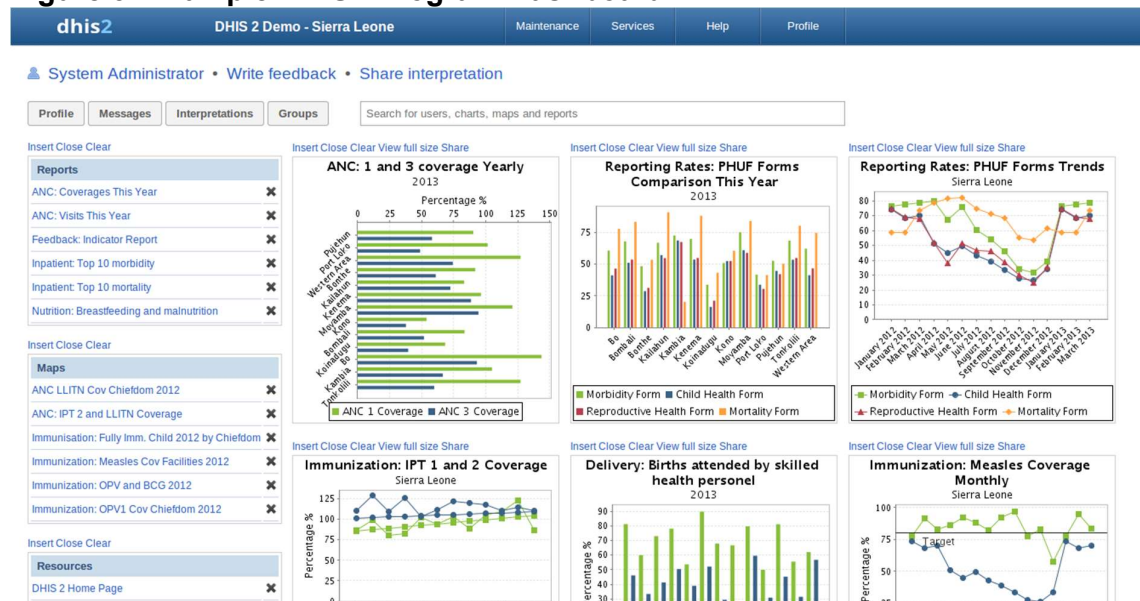 dhis2 DHIS 2 Demo - Sierra Leone Maintenance Services Help Profile
System Administrator • Write feedback • Share interpretation
Profile Messages Interpretations Groups Search for users, charts, maps and reports
Insert Close Clear
Reports
ANC: Coverages This Year
ANC: Visits This Year
Feedback: Indicator Report
Inpatient: Top 10 morbidity
Inpatient: Top 10 mortality
Nutrition: Breastfeeding and malnutrition
Insert Close Clear
Maps
ANC LLITN Cov Chiefdom 2012
ANC: IPT 2 and LLITN Coverage
Immunisation: Fully Imm. Child 2012 by Chiefdom
Immunization: Measles Cov Facilities 2012
Immunization: OPV and BCG 2012
Immunization: OPV1 Cov Chiefdom 2012
Insert Close Clear
Resources
DHIS 2 Home Page
Insert Close Clear View full size Share
ANC: 1 and 3 coverage Yearly
2013
Percentage %
0 25 50 75 100 125 150
Pujehun
Port Loko
Western Area
Bonthe
Kailahun
Kenema
Moyamba
Kono
Bombali
Koinadugu
Bo
Kambia
Tonkolili
ANC 1 Coverage ANC 3 Coverage
Insert Close Clear View full size Share
Reporting Rates: PHUF Forms
Comparison This Year
2013
75
50
25
0
Bo Bombali Bonthe Kailahun Kambia Kenema Koinadugu Kono Moyamba Port Loko Pujehun Tonkolili Western Area
Morbidity Form Child Health Form
Reproductive Health Form Mortality Form
Insert Close Clear View full size Share
Reporting Rates: PHUF Forms Trends
Sierra Leone
80
70
60
50
40
30
20
10
0
January 2012 February 2012 March 2012 April 2012 May 2012 June 2012 July 2012 August 2012 September 2012 October 2012 November 2012 December 2012 January 2013 February 2013 March 2013
Morbidity Form Child Health Form
Reproductive Health Form Mortality Form
Insert Close Clear View full size Share
Immunization: IPT 1 and 2 Coverage
Sierra Leone
Percentage %
125
100
75
50
25
Insert Close Clear View full size Share
Delivery: Births attended by skilled
health personel
2013
90
80
70
60
50
40
30
Insert Close Clear View full size Share
Immunization: Measles Coverage
Monthly
Sierra Leone
Percentage %
100
75
50
Target